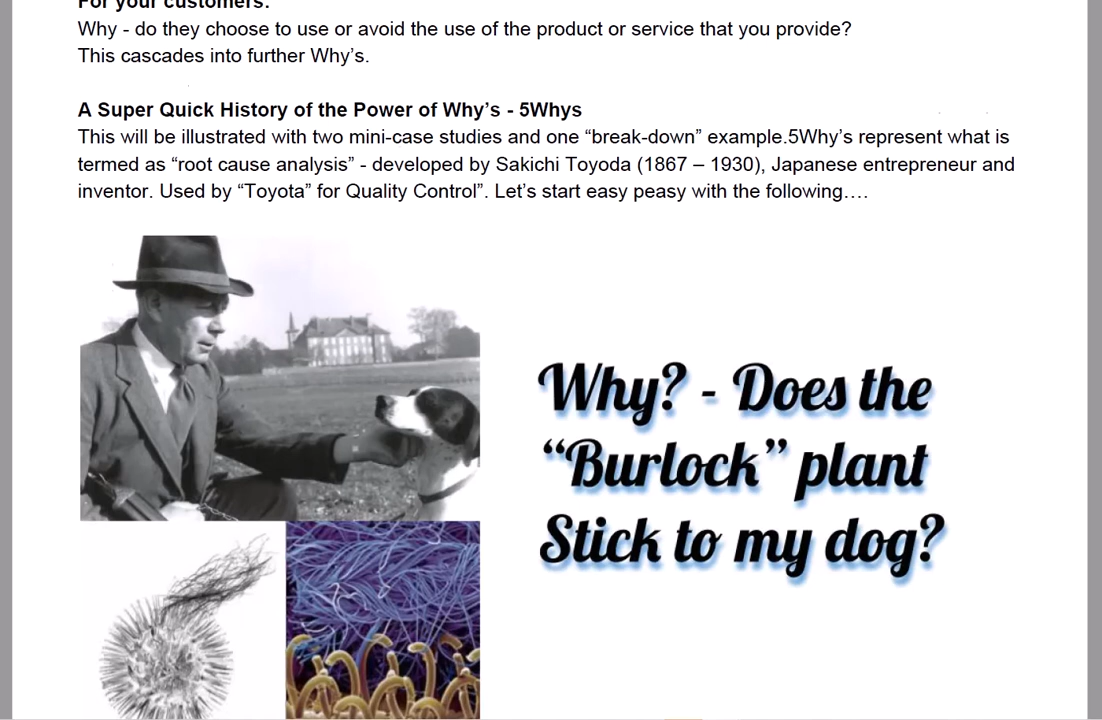 For your customers:
Why - do they choose to use or avoid the use of the product or service that you provide?
This cascades into further Why’s.
A Super Quick History of the Power of Why’s - 5Whys
This will be illustrated with two mini-case studies and one “break-down” example.5Why’s represent what is
termed as “root cause analysis” - developed by Sakichi Toyoda (1867 – 1930), Japanese entrepreneur and
inventor. Used by “Toyota” for Quality Control”. Let’s start easy peasy with the following….
Why? - Does the
“Burlock” plant
Stick to my dog?